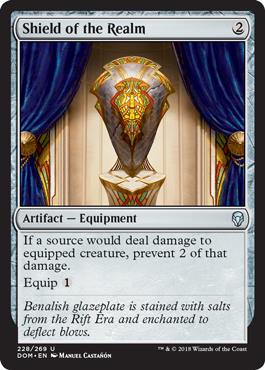 Shield of the Realm 2
Artifact — Equipment
If a source would deal damage to
equipped creature, prevent 2 of
that damage.
Equip 1
Benalish glazeplate is stained with salts
from the Rift Era and enchanted to
deflect blows.
228/269 U
DOM • EN Manuel Castañón
™ & © 2018 Wizards of the Coast